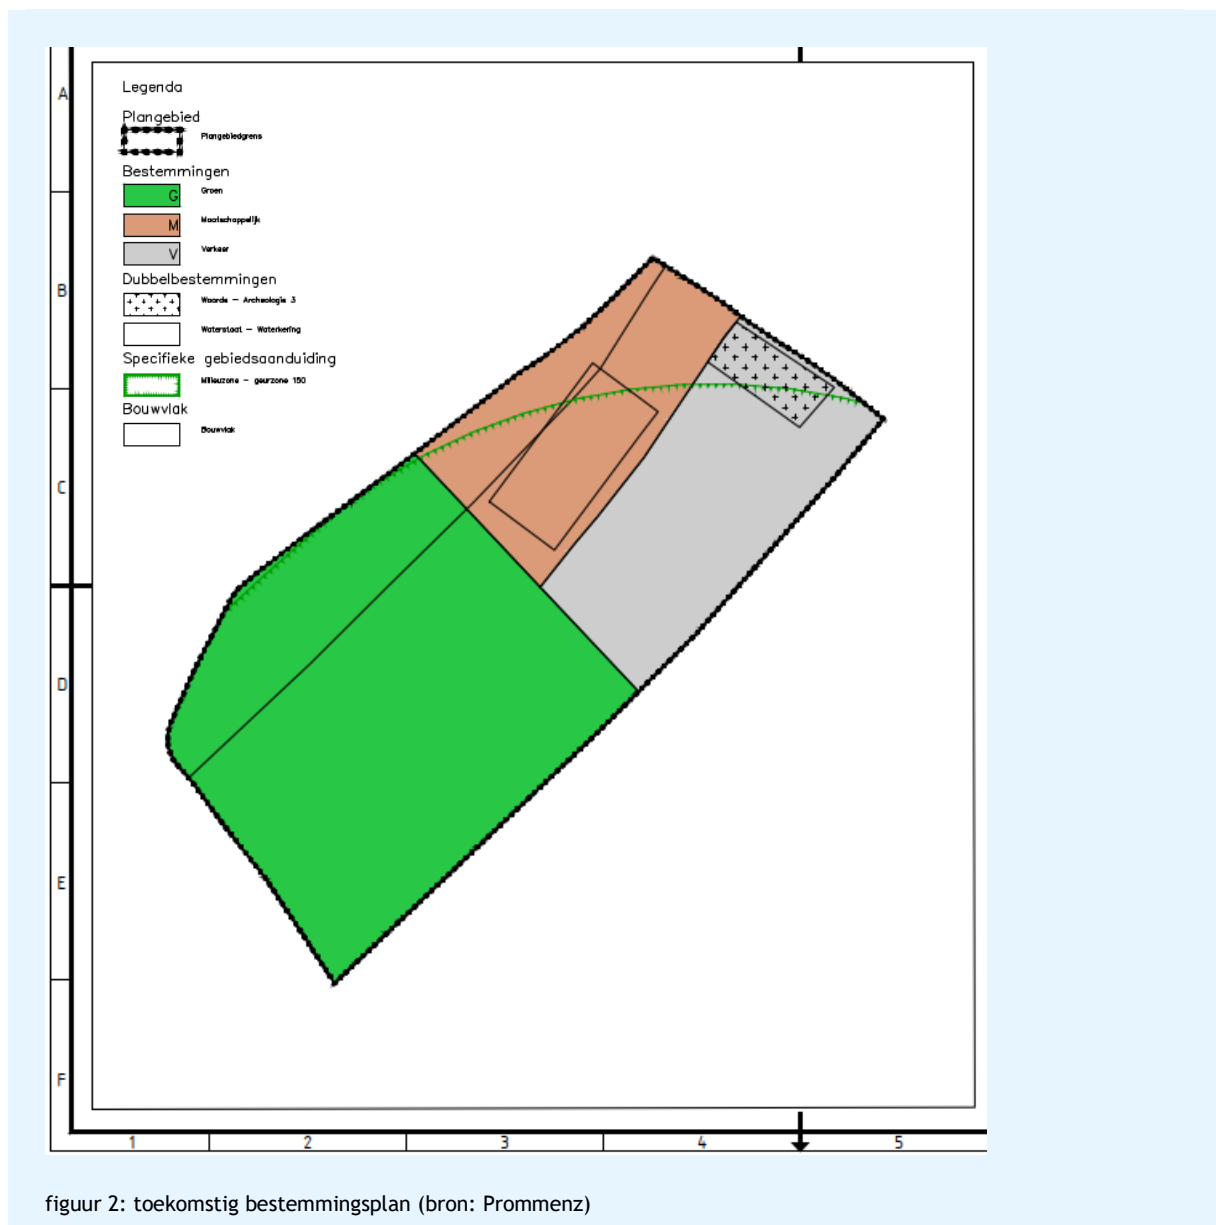 A
Legenda
Plangebied
Plangebiedgrens
Bestemmingen
G Groen
M Maatschappelijk
V Verkeer
B
Dubbelbestemmingen
Waarde – Archeologie 3
Waterstaat – Waterkering
Specifieke gebiedsaanduiding
Milieuzone – geurzone 150
Bouwvlak
Bouwvlak
C
D
E
F
1 2 3 4 5
figuur 2: toekomstig bestemmingsplan (bron: Prommenz)